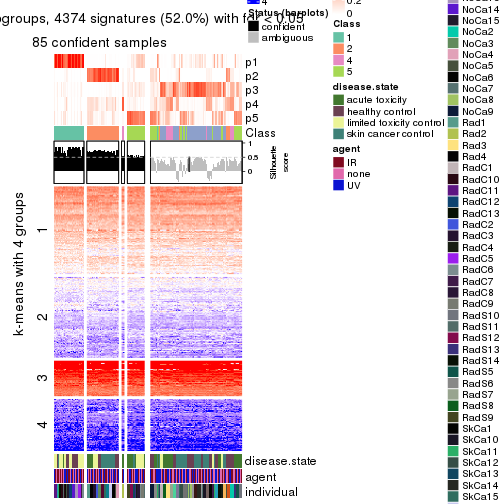 groups, 4374 signatures (52.0%) with fdr < 0.05
85 confident samples
p1
p2
p3
p4
p5
Class
1
0.5
0
Silhouette
score
k-means with 4 groups
1
2
3
4
disease.state
agent
individual
4
Status (barplots)
confident
ambiguous
0.2
0
Class
1
2
4
5
disease.state
acute toxicity
healthy control
limited toxicity control
skin cancer control
agent
IR
none
UV
NoCa14
NoCa15
NoCa2
NoCa3
NoCa4
NoCa5
NoCa6
NoCa7
NoCa8
NoCa9
Rad1
Rad2
Rad3
Rad4
RadC1
RadC10
RadC11
RadC12
RadC13
RadC2
RadC3
RadC4
RadC5
RadC6
RadC7
RadC8
RadC9
RadS10
RadS11
RadS12
RadS13
RadS14
RadS5
RadS6
RadS7
RadS8
RadS9
SkCa1
SkCa10
SkCa11
SkCa12
SkCa13
SkCa14
SkCa15